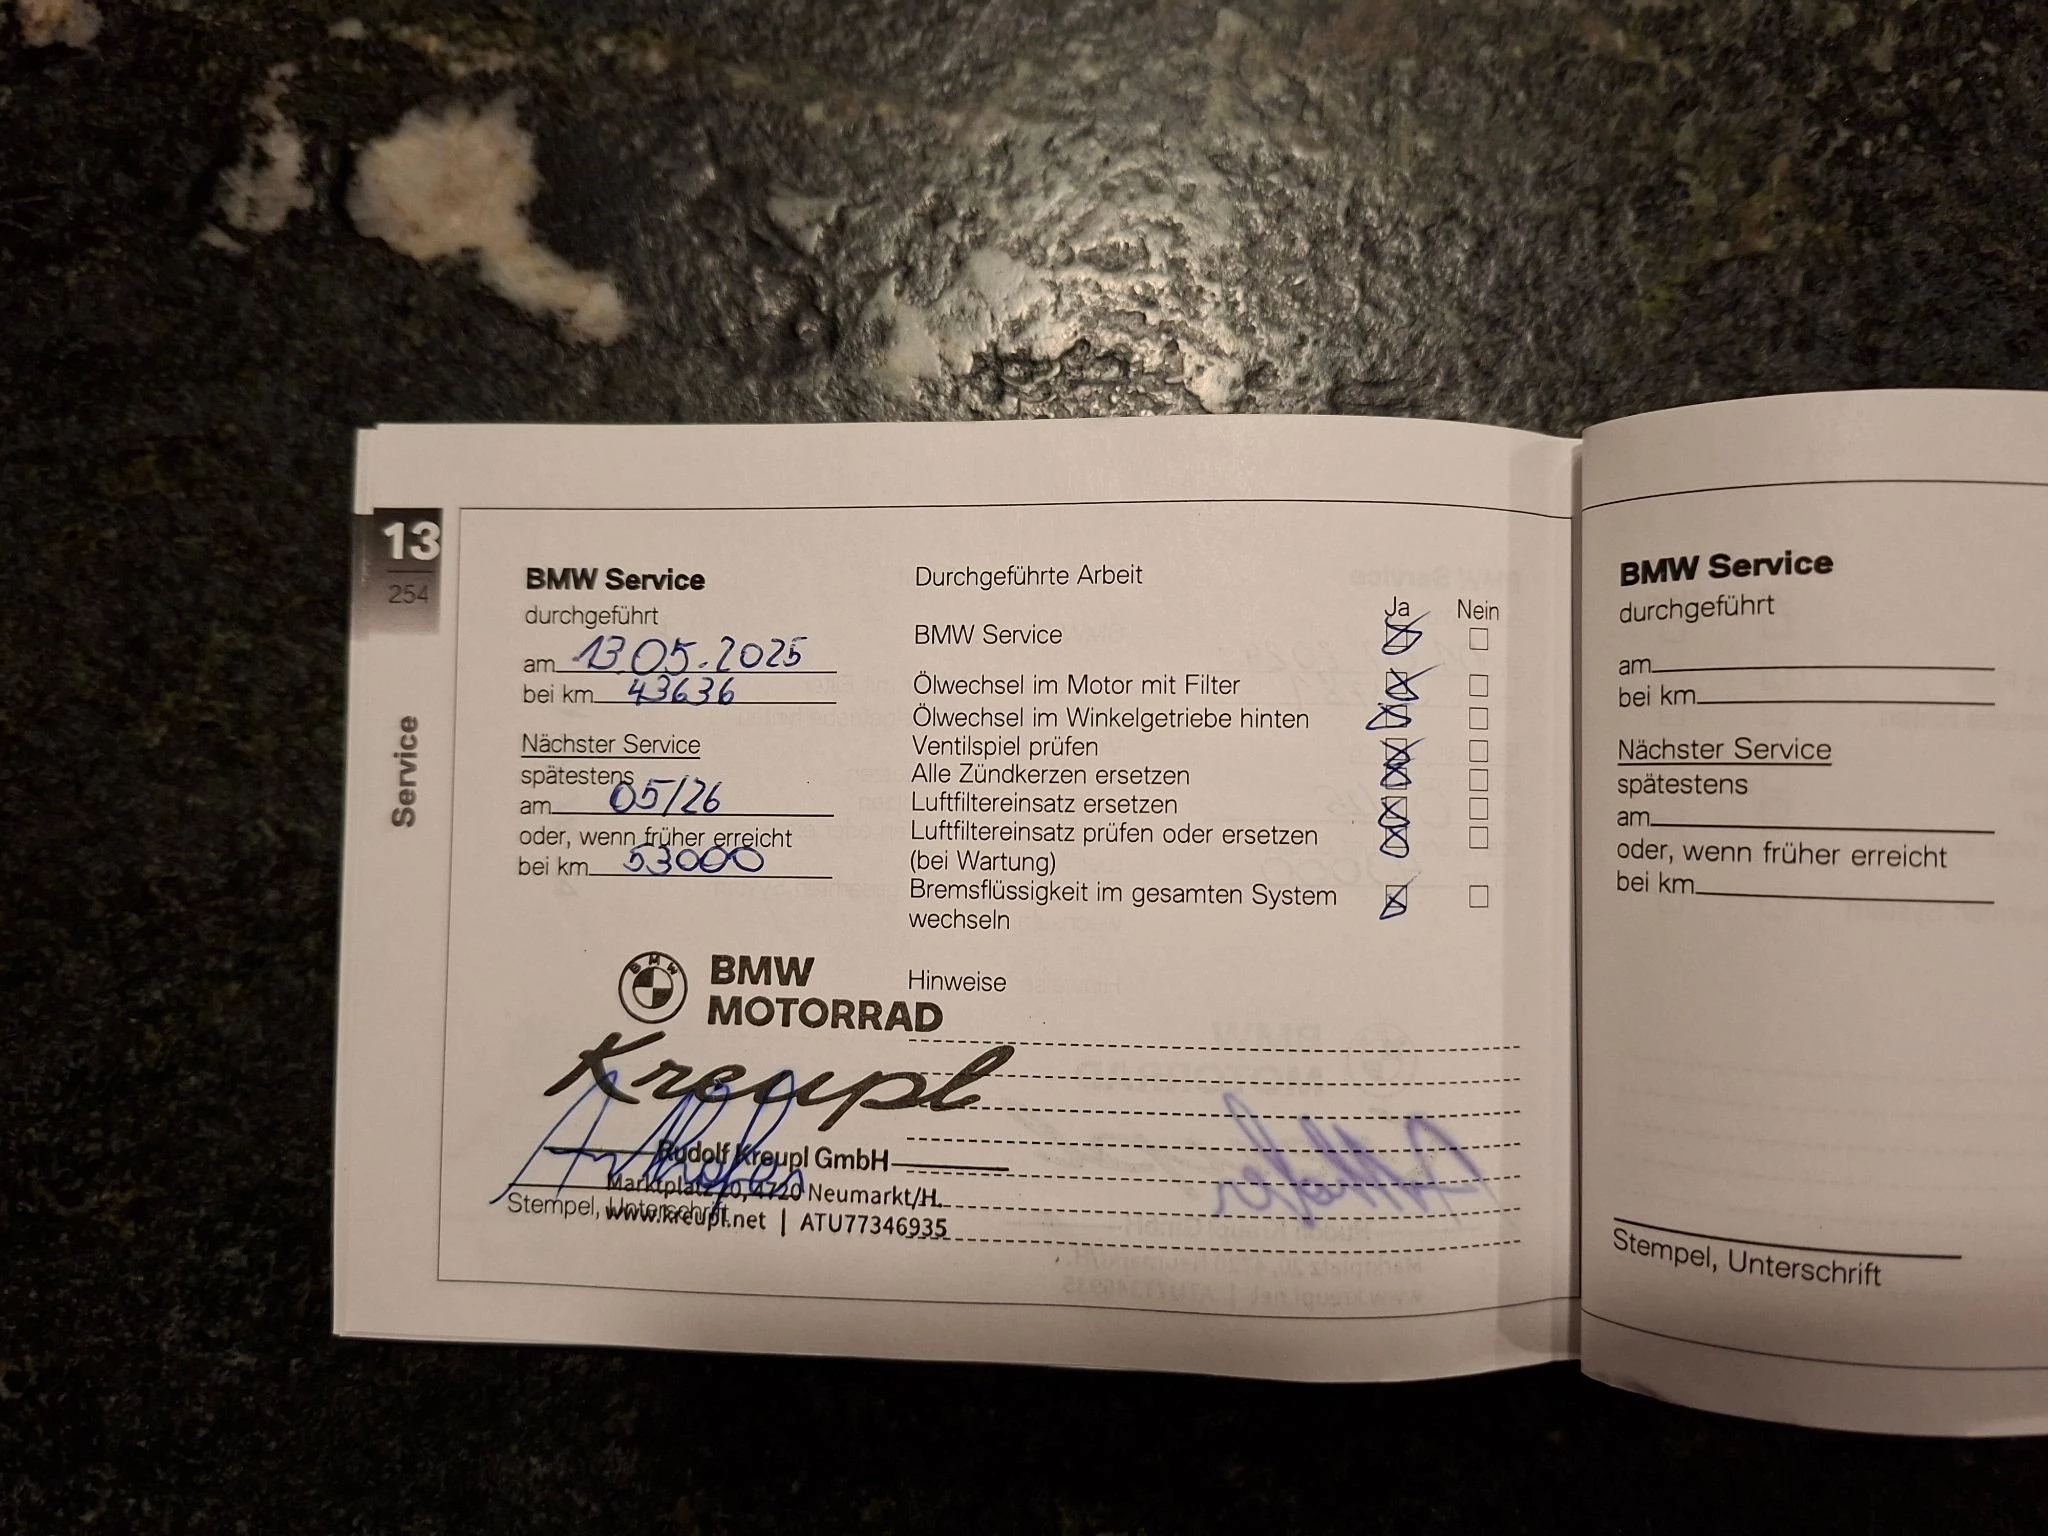 13
254
Service
BMW Service
durchgeführt
am 13 05.2025
bei km 43636
Nächster Service
spätestens
am 05/26
oder, wenn früher erreicht
bei km 53000
Durchgeführte Arbeit
Ja Nein
BMW Service
Ölwechsel im Motor mit Filter
Ölwechsel im Winkelgetriebe hinten
Ventilspiel prüfen
Alle Zündkerzen ersetzen
Luftfiltereinsatz ersetzen
Luftfiltereinsatz prüfen oder ersetzen
(bei Wartung)
Bremsflüssigkeit im gesamten System
wechseln
Hinweise
BMW
BMW
MOTORRAD
Kreupl
Rudolf Kreupl GmbH
Marktplatz 20, 4720 Neumarkt/H.
Stempel, Unterschrift
www.kreupl.net | ATU77346935
BMW Service
durchgeführt
am
bei km
Nächster Service
spätestens
am
oder, wenn früher erreicht
bei km
Stempel, Unterschrift